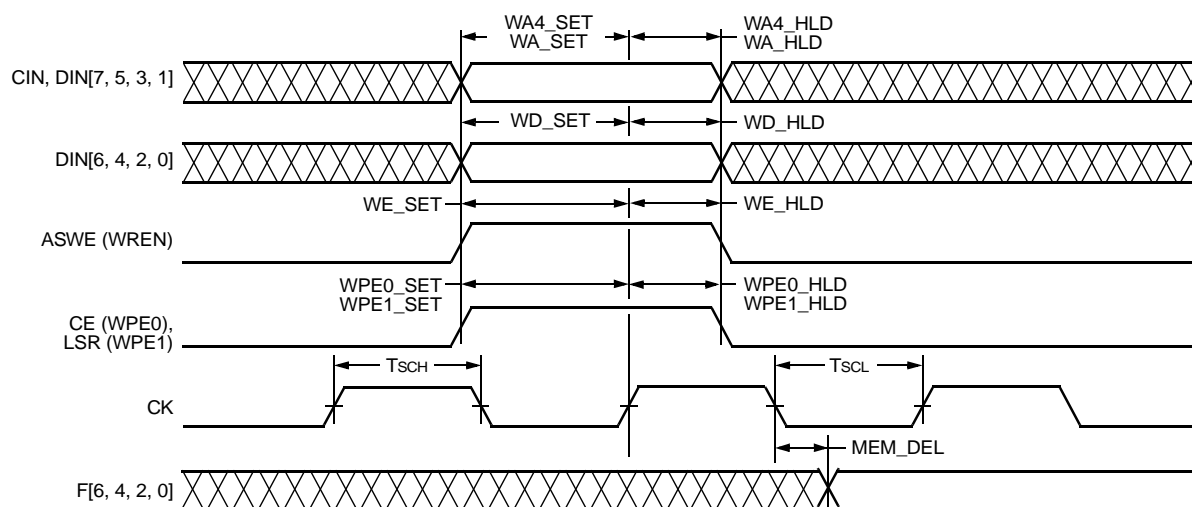 WA4_SET
WA_SET
WA4_HLD
WA_HLD
CIN, DIN[7, 5, 3, 1]
WD_SET
WD_HLD
DIN[6, 4, 2, 0]
WE_SET
WE_HLD
ASWE (WREN)
WPE0_SET
WPE1_SET
WPE0_HLD
WPE1_HLD
CE (WPE0),
LSR (WPE1)
TSCH
TSCL
CK
MEM_DEL
F[6, 4, 2, 0]